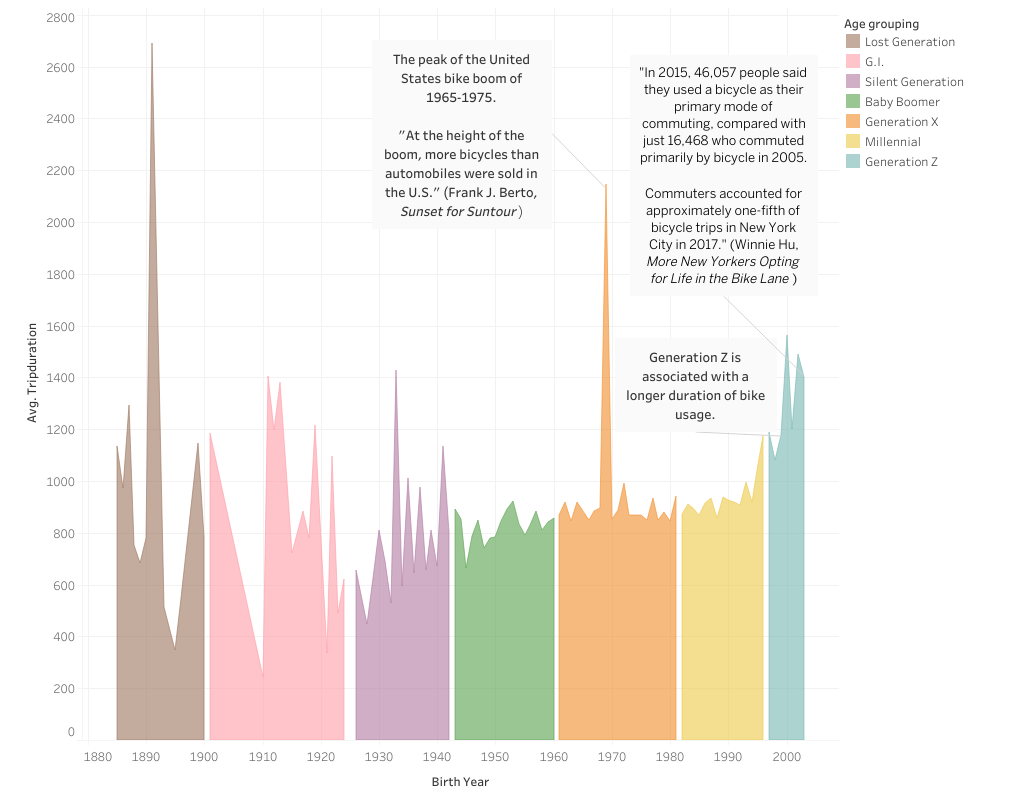 2800
2600
2400
2200
2000
1800
1600
1400
1200
1000
800
600
400
200
0
Avg. Tripduration
The peak of the United
States bike boom of
1965-1975.
"At the height of the
boom, more bicycles than
automobiles were sold in
the U.S." (Frank J. Berto,
Sunset for Suntour)
"In 2015, 46,057 people said
they used a bicycle as their
primary mode of
commuting, compared with
just 16,468 who commuted
primarily by bicycle in 2005.
Commuters accounted for
approximately one-fifth of
bicycle trips in New York
City in 2017." (Winnie Hu,
More New Yorkers Opting
for Life in the Bike Lane )
Generation Z is
associated with a
longer duration of bike
usage.
1880 1890 1900 1910 1920 1930 1940 1950 1960 1970 1980 1990 2000
Birth Year
Age grouping
Lost Generation
G.I.
Silent Generation
Baby Boomer
Generation X
Millennial
Generation Z